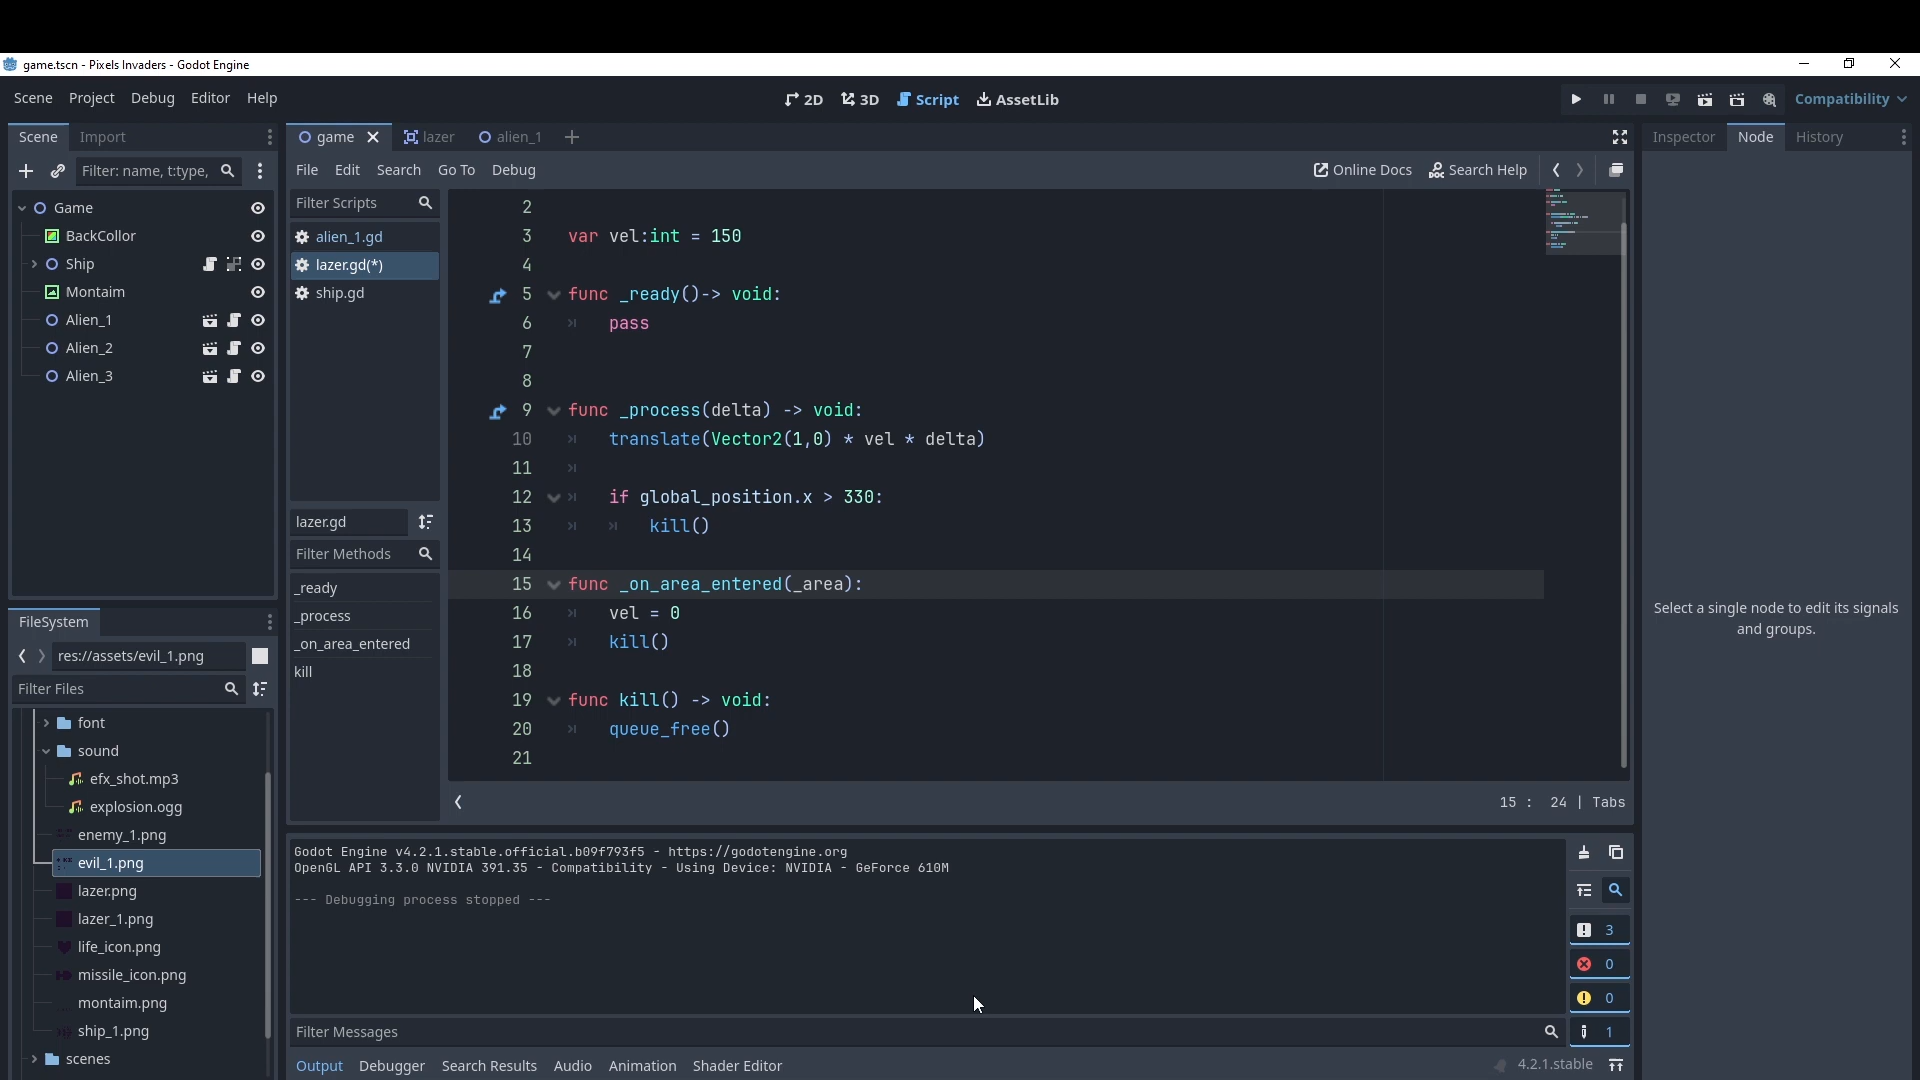 game.tscn - Pixels Invaders - Godot Engine
Scene Project Debug Editor Help
2D 3D Script AssetLib
Compatibility
Scene Import
game lazer alien_1
Inspector Node History
Filter: name, t:type,
File Edit Search Go To Debug
Online Docs Search Help
Game
BackCollor
Ship
Montaim
Alien_1
Alien_2
Alien_3
Filter Scripts
alien_1.gd
lazer.gd(*)
ship.gd
lazer.gd
Filter Methods
_ready
_process
_on_area_entered
kill
2
3 var vel:int = 150
4
5 func _ready()-> void:
6 pass
7
8
9 func _process(delta) -> void:
10 translate(Vector2(1,0) * vel * delta)
11
12 if global_position.x > 330:
13 kill()
14
15 func _on_area_entered(_area):
16 vel = 0
17 kill()
18
19 func kill() -> void:
20 queue_free()
21
15 : 24 | Tabs
Select a single node to edit its signals
and groups.
FileSystem
res://assets/evil_1.png
Filter Files
font
sound
efx_shot.mp3
explosion.ogg
enemy_1.png
evil_1.png
lazer.png
lazer_1.png
life_icon.png
missile_icon.png
montaim.png
ship_1.png
scenes
Godot Engine v4.2.1.stable.official.b09f793f5 - https://godotengine.org
OpenGL API 3.3.0 NVIDIA 391.35 - Compatibility - Using Device: NVIDIA - GeForce 610M
--- Debugging process stopped ---
3
0
0
1
Filter Messages
Output Debugger Search Results Audio Animation Shader Editor
4.2.1.stable